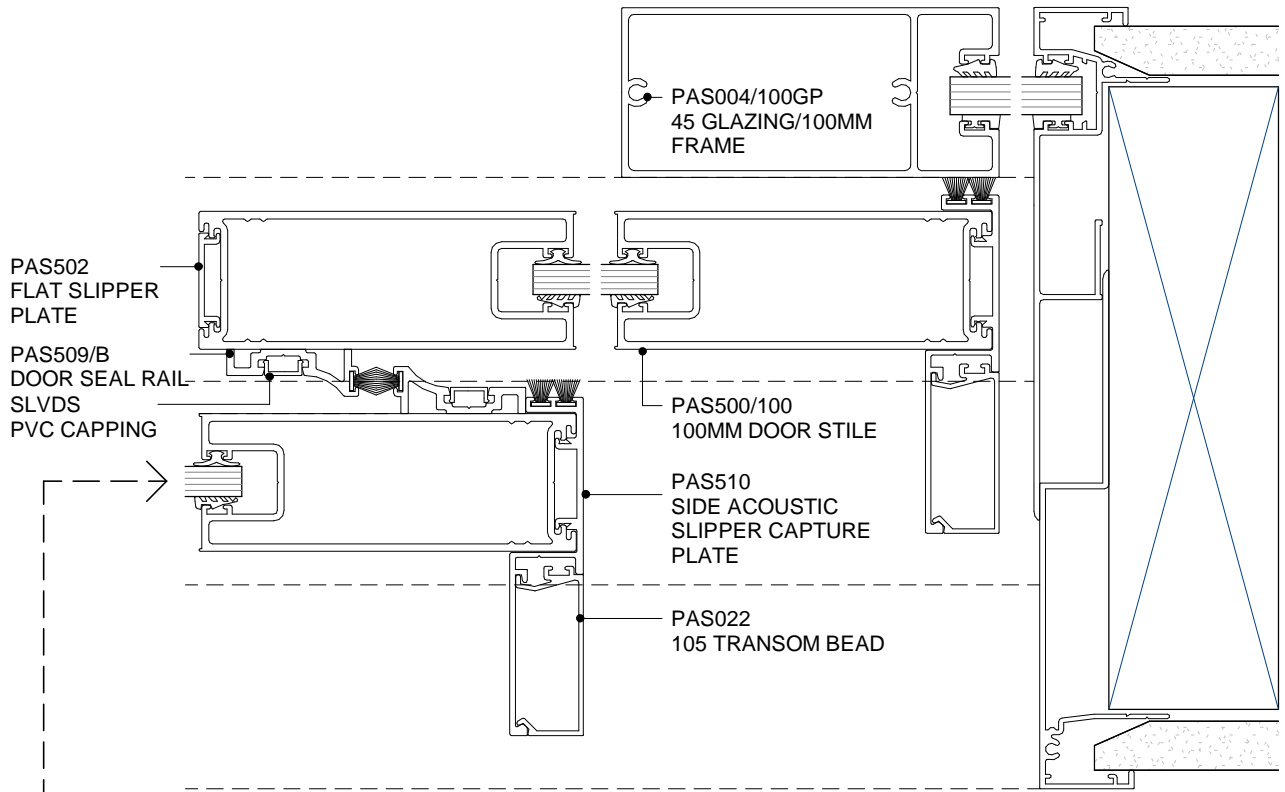 PAS004/100GP
45 GLAZING/100MM
FRAME
PAS502
FLAT SLIPPER
PLATE
PAS509/B
DOOR SEAL RAIL
SLVDS
PVC CAPPING
PAS500/100
100MM DOOR STILE
PAS510
SIDE ACOUSTIC
SLIPPER CAPTURE
PLATE
PAS022
105 TRANSOM BEAD